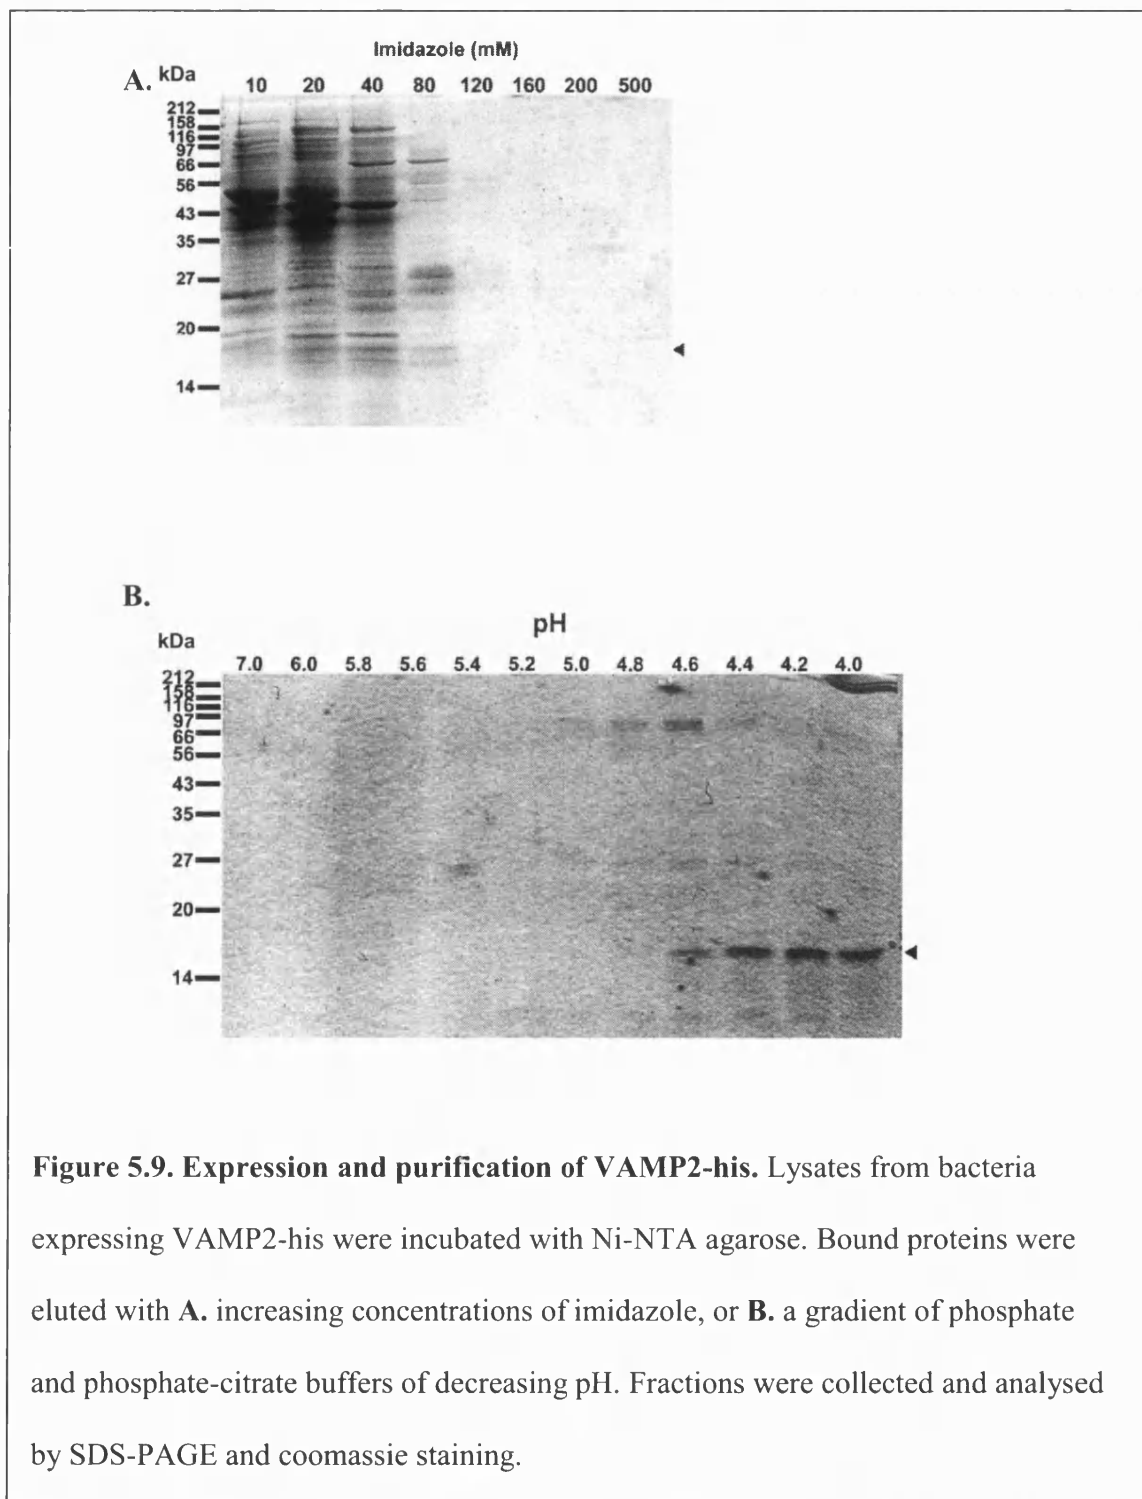 Imidazole (mM)
A. kDa 10 20 40 80 120 160 200 500
212
158
116
97
66
56
43
35
27
20
14
B.
pH
kDa
7.0 6.0 5.8 5.6 5.4 5.2 5.0 4.8 4.6 4.4 4.2 4.0
212
158
116
97
66
56
43
35
27
20
14
Figure 5.9. Expression and purification of VAMP2-his. Lysates from bacteria
expressing VAMP2-his were incubated with Ni-NTA agarose. Bound proteins were
eluted with A. increasing concentrations of imidazole, or B. a gradient of phosphate
and phosphate-citrate buffers of decreasing pH. Fractions were collected and analysed
by SDS-PAGE and coomassie staining.